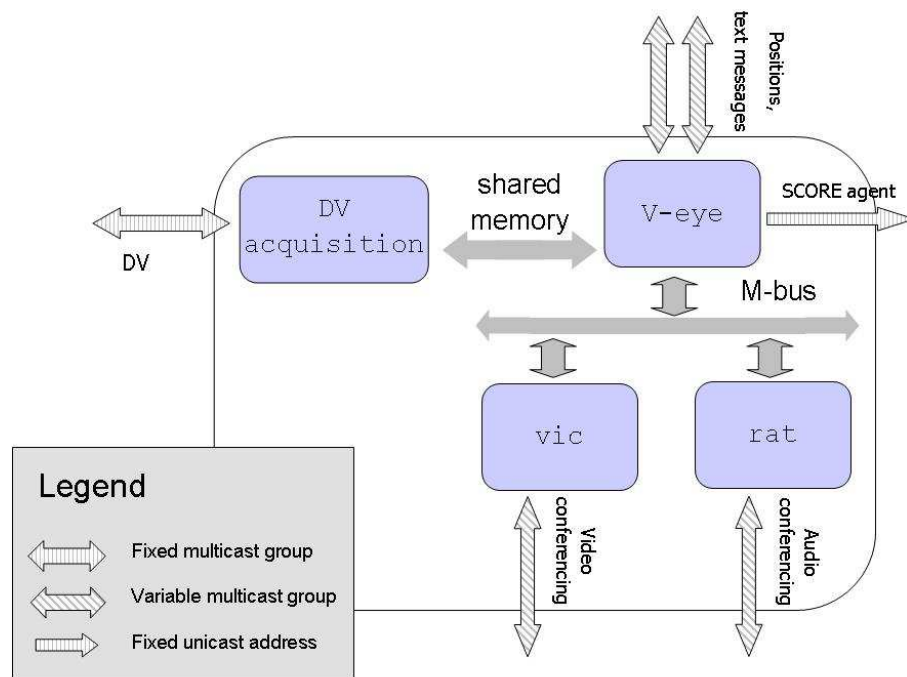 Positions,
text messages
SCORE agent
shared
memory
V-eye
DV
acquisition
DV
M-bus
vic
rat
Video
conferencing
Audio
conferencing
Legend
Fixed multicast group
Variable multicast group
Fixed unicast address